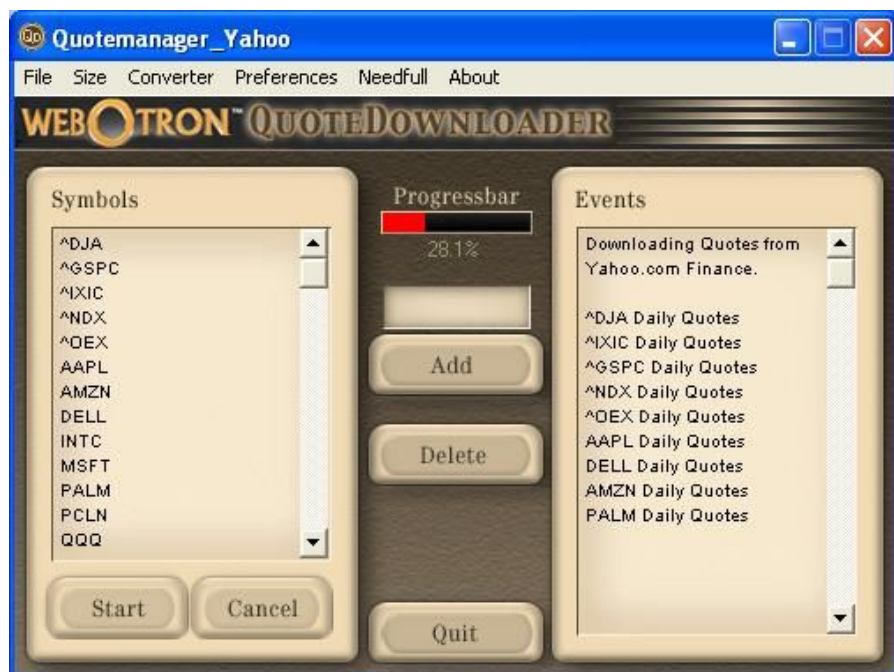 Quotemanager_Yahoo
File Size Converter Preferences Needfull About
WEBOTRON™ QUOTEDOWNLOADER
Symbols
^DJA
^GSPC
^IXIC
^NDX
^OEX
AAPL
AMZN
DELL
INTC
MSFT
PALM
PCLN
QQQ
Start Cancel
Progressbar
28.1%
Add
Delete
Quit
Events
Downloading Quotes from
Yahoo.com Finance.
^DJA Daily Quotes
^IXIC Daily Quotes
^GSPC Daily Quotes
^NDX Daily Quotes
^OEX Daily Quotes
AAPL Daily Quotes
DELL Daily Quotes
AMZN Daily Quotes
PALM Daily Quotes